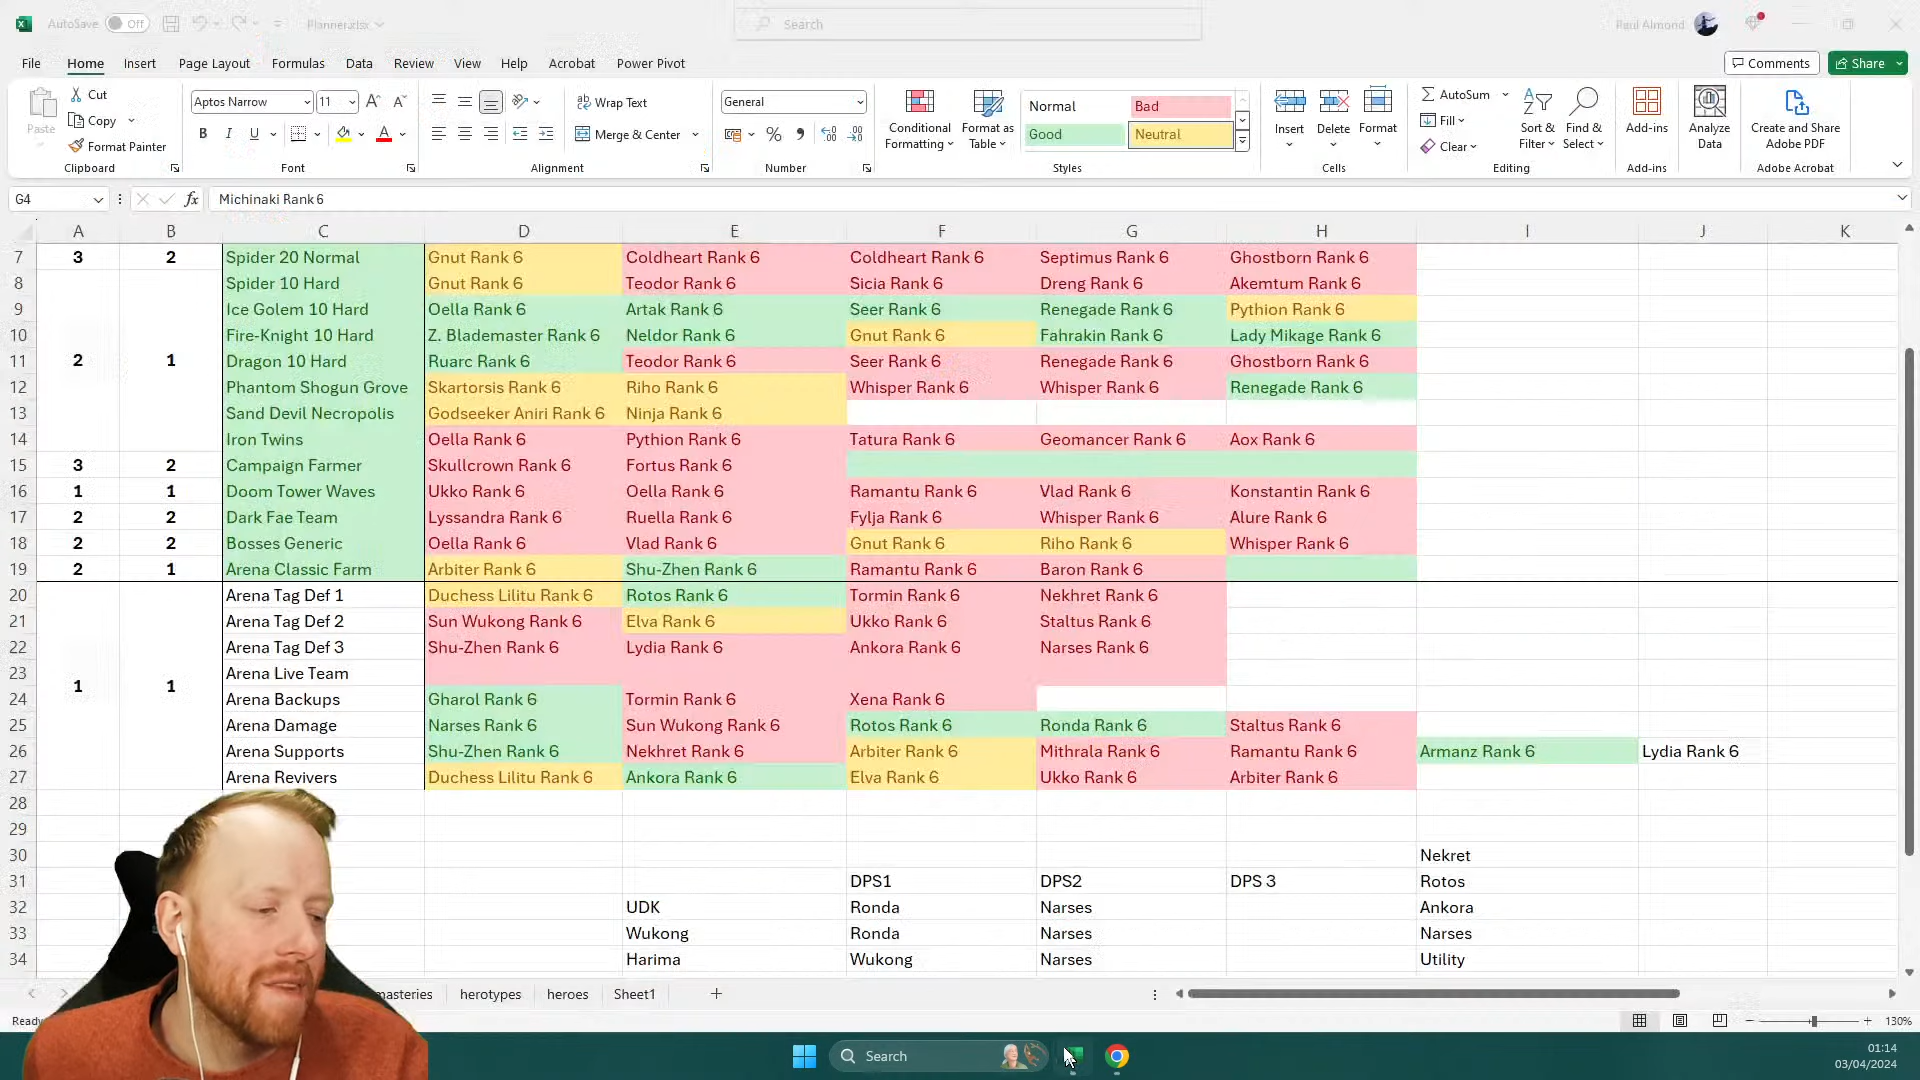 AutoSave Off Planner.xlsx Search Paul Almond
File Home Insert Page Layout Formulas Data Review View Help Acrobat Power Pivot Comments Share
Paste Cut Copy Format Painter Clipboard
Aptos Narrow 11 B I U A Font
Wrap Text Merge & Center Alignment
General % Number
Conditional Formatting Format as Table Normal Bad Good Neutral Styles
Insert Delete Format Cells
AutoSum Fill Clear Sort & Filter Find & Select Editing
Add-ins Add-ins
Analyze Data
Create and Share Adobe PDF Adobe Acrobat
G4 fx Michinaki Rank 6
A B C D E F G H I J K
7 3 2 Spider 20 Normal Gnut Rank 6 Coldheart Rank 6 Coldheart Rank 6 Septimus Rank 6 Ghostborn Rank 6
8 Spider 10 Hard Gnut Rank 6 Teodor Rank 6 Sicia Rank 6 Dreng Rank 6 Akemtum Rank 6
9 Ice Golem 10 Hard Oella Rank 6 Artak Rank 6 Seer Rank 6 Renegade Rank 6 Pythion Rank 6
10 Fire-Knight 10 Hard Z. Blademaster Rank 6 Neldor Rank 6 Gnut Rank 6 Fahrakin Rank 6 Lady Mikage Rank 6
11 2 1 Dragon 10 Hard Ruarc Rank 6 Teodor Rank 6 Seer Rank 6 Renegade Rank 6 Ghostborn Rank 6
12 Phantom Shogun Grove Skartorsis Rank 6 Riho Rank 6 Whisper Rank 6 Whisper Rank 6 Renegade Rank 6
13 Sand Devil Necropolis Godseeker Aniri Rank 6 Ninja Rank 6
14 Iron Twins Oella Rank 6 Pythion Rank 6 Tatura Rank 6 Geomancer Rank 6 Aox Rank 6
15 3 2 Campaign Farmer Skullcrown Rank 6 Fortus Rank 6
16 1 1 Doom Tower Waves Ukko Rank 6 Oella Rank 6 Ramantu Rank 6 Vlad Rank 6 Konstantin Rank 6
17 2 2 Dark Fae Team Lyssandra Rank 6 Ruella Rank 6 Fylja Rank 6 Whisper Rank 6 Alure Rank 6
18 2 2 Bosses Generic Oella Rank 6 Vlad Rank 6 Gnut Rank 6 Riho Rank 6 Whisper Rank 6
19 2 1 Arena Classic Farm Arbiter Rank 6 Shu-Zhen Rank 6 Ramantu Rank 6 Baron Rank 6
20 Arena Tag Def 1 Duchess Lilitu Rank 6 Rotos Rank 6 Tormin Rank 6 Nekhret Rank 6
21 Arena Tag Def 2 Sun Wukong Rank 6 Elva Rank 6 Ukko Rank 6 Staltus Rank 6
22 Arena Tag Def 3 Shu-Zhen Rank 6 Lydia Rank 6 Ankora Rank 6 Narses Rank 6
23 1 1 Arena Live Team
24 Arena Backups Gharol Rank 6 Tormin Rank 6 Xena Rank 6
25 Arena Damage Narses Rank 6 Sun Wukong Rank 6 Rotos Rank 6 Ronda Rank 6 Staltus Rank 6
26 Arena Supports Shu-Zhen Rank 6 Nekhret Rank 6 Arbiter Rank 6 Mithrala Rank 6 Ramantu Rank 6 Armanz Rank 6 Lydia Rank 6
27 Arena Revivers Duchess Lilitu Rank 6 Ankora Rank 6 Elva Rank 6 Ukko Rank 6 Arbiter Rank 6
28
29
30 Nekret
31 DPS1 DPS2 DPS 3 Rotos
32 UDK Ronda Narses Ankora
33 Wukong Ronda Narses Narses
34 Harima Wukong Narses Utility
masteries herotypes heroes Sheet1
Ready 130%
Search 01:14
03/04/2024